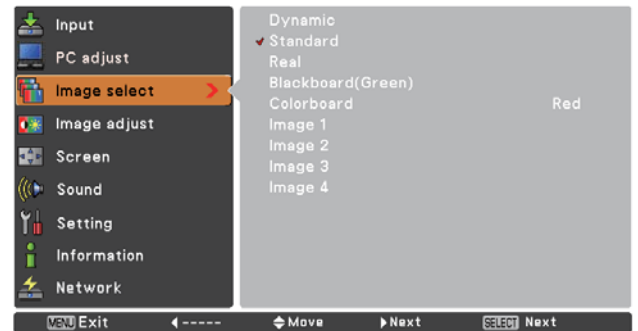 Input
PC adjust
Image select
Image adjust
Screen
Sound
Setting
Information
Network
Dynamic
Standard
Real
Blackboard(Green)
Colorboard Red
Image 1
Image 2
Image 3
Image 4
MENU Exit ----- Move Next SELECT Next